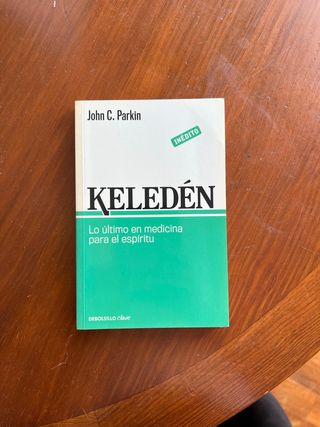 John C. Parkin
INÉDITO
KELEDÉN
Lo último en medicina
para el espíritu
DEBOLSILLO clave